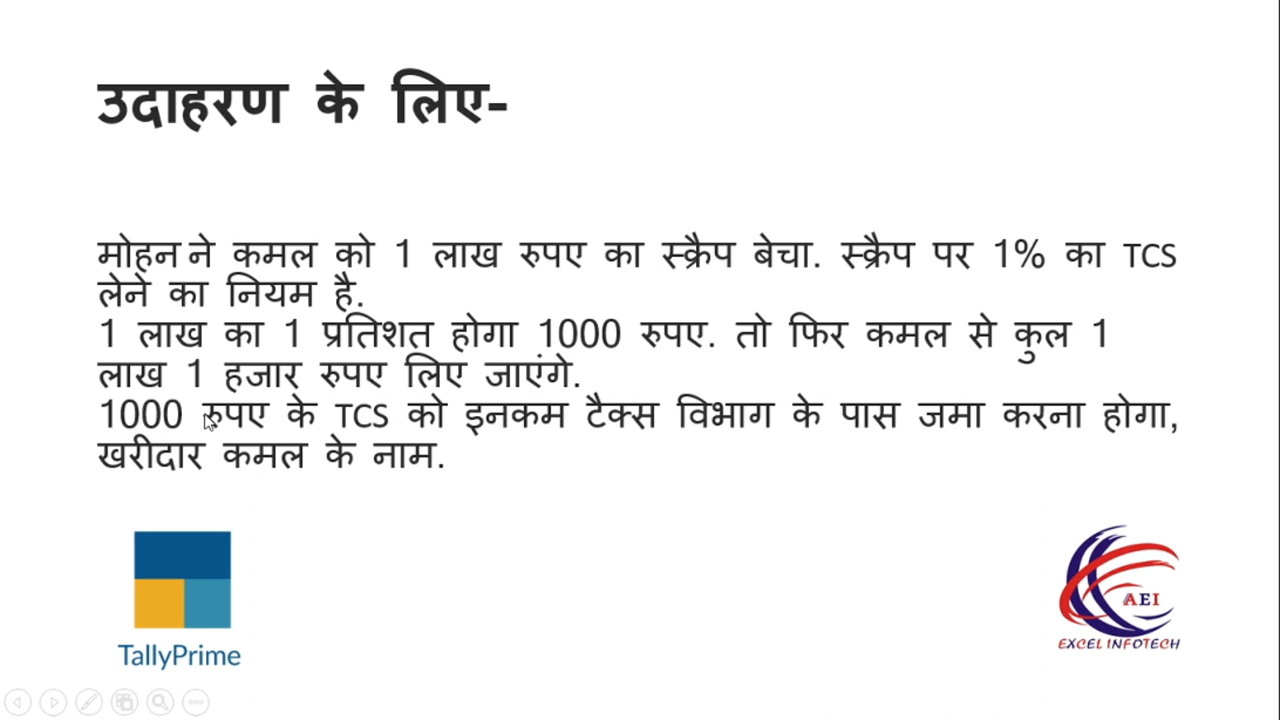 उदाहरण के लिए-
मोहन ने कमल को 1 लाख रुपए का स्क्रैप बेचा. स्क्रैप पर 1% का TCS
लेने का नियम है.
1 लाख का 1 प्रतिशत होगा 1000 रुपए. तो फिर कमल से कुल 1
लाख 1 हजार रुपए लिए जाएंगे.
1000 रुपए के TCS को इनकम टैक्स विभाग के पास जमा करना होगा,
खरीदार कमल के नाम.
TallyPrime
AEI
EXCEL INFOTECH